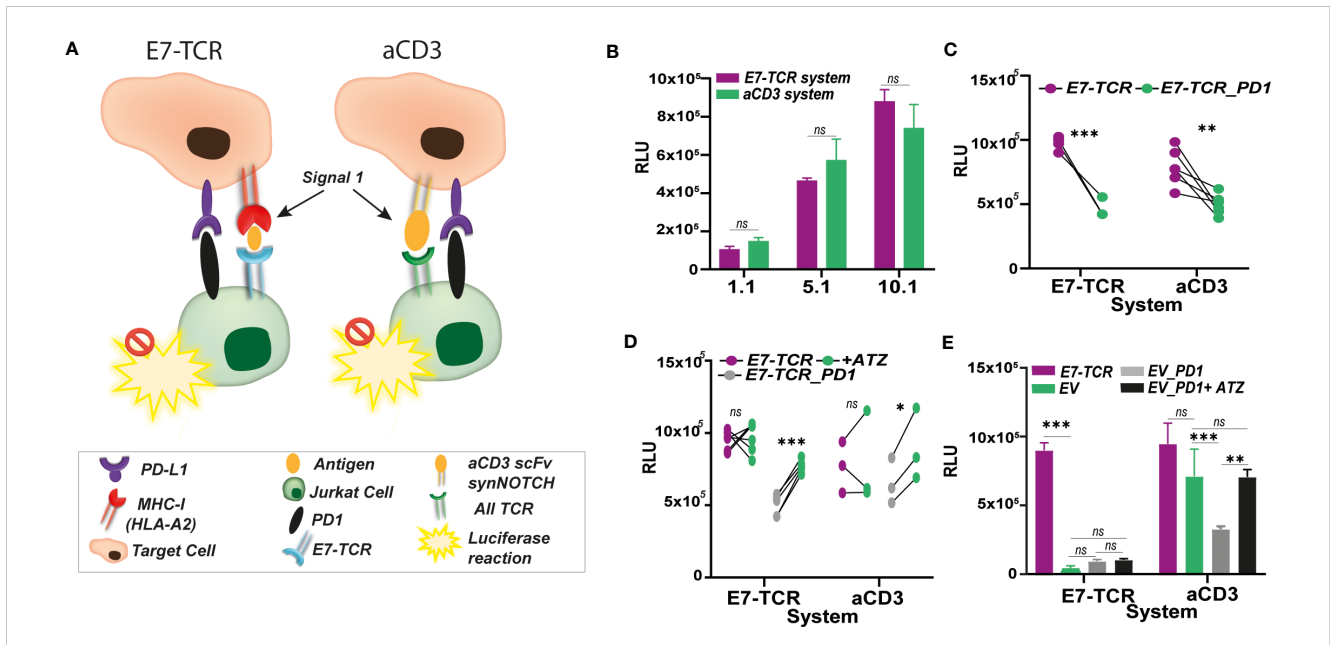 A
E7-TCR
aCD3
Signal 1
PD-L1
MHC-I
(HLA-A2)
Target Cell
Antigen
Jurkat Cell
PD1
E7-TCR
aCD3 scFv
synNOTCH
All TCR
Luciferase
reaction
B
E7-TCR system
aCD3 system
RLU
10x10⁵
8x10⁵
6x10⁵
4x10⁵
2x10⁵
0
ns
ns
ns
1.1
5.1
10.1
C
E7-TCR
E7-TCR_PD1
RLU
15x10⁵
10x10⁵
5x10⁵
0
***
**
E7-TCR
aCD3
System
D
E7-TCR
+ATZ
E7-TCR_PD1
RLU
15x10⁵
10x10⁵
5x10⁵
0
ns
***
ns
*
E7-TCR
aCD3
System
E
E7-TCR
EV_PD1
EV
EV_PD1+ ATZ
RLU
15x10⁵
10x10⁵
5x10⁵
0
***
ns
ns
ns
ns
ns
***
**
E7-TCR
aCD3
System